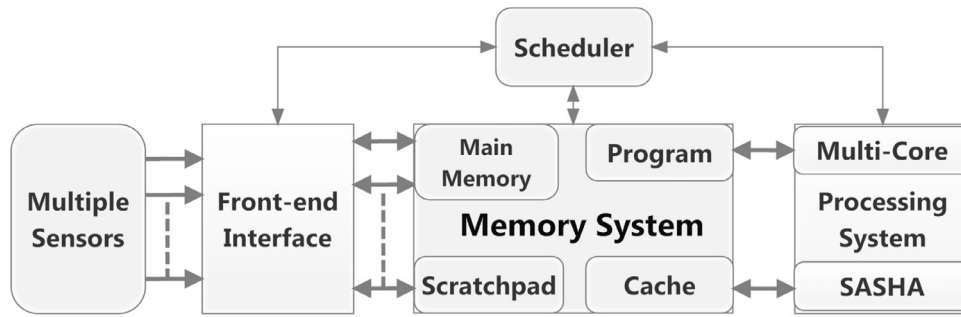 Scheduler
Multiple
Sensors
Front-end
Interface
Main
Memory
Program
Memory System
Scratchpad
Cache
Multi-Core
Processing
System
SASHA